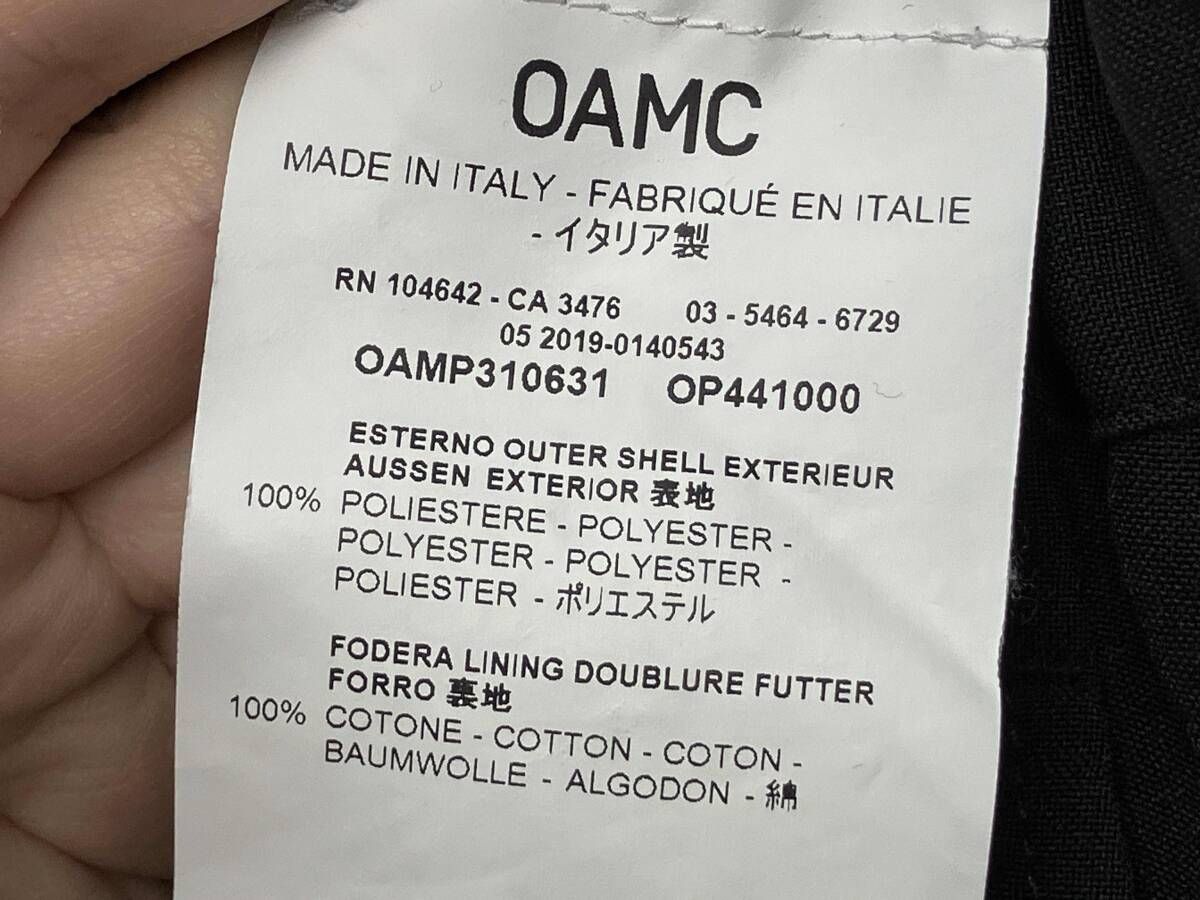 OAMC
MADE IN ITALY - FABRIQUÉ EN ITALIE
- イタリア製
RN 104642 - CA 3476 03 - 5464 - 6729
05 2019-0140543
OAMP310631 OP441000
ESTERNO OUTER SHELL EXTERIEUR
AUSSEN EXTERIOR 表地
100% POLIESTERE - POLYESTER -
POLYESTER - POLYESTER -
POLIESTER - ポリエステル
FODERA LINING DOUBLURE FUTTER
FORRO 裏地
100% COTONE - COTTON - COTON -
BAUMWOLLE - ALGODON - 綿